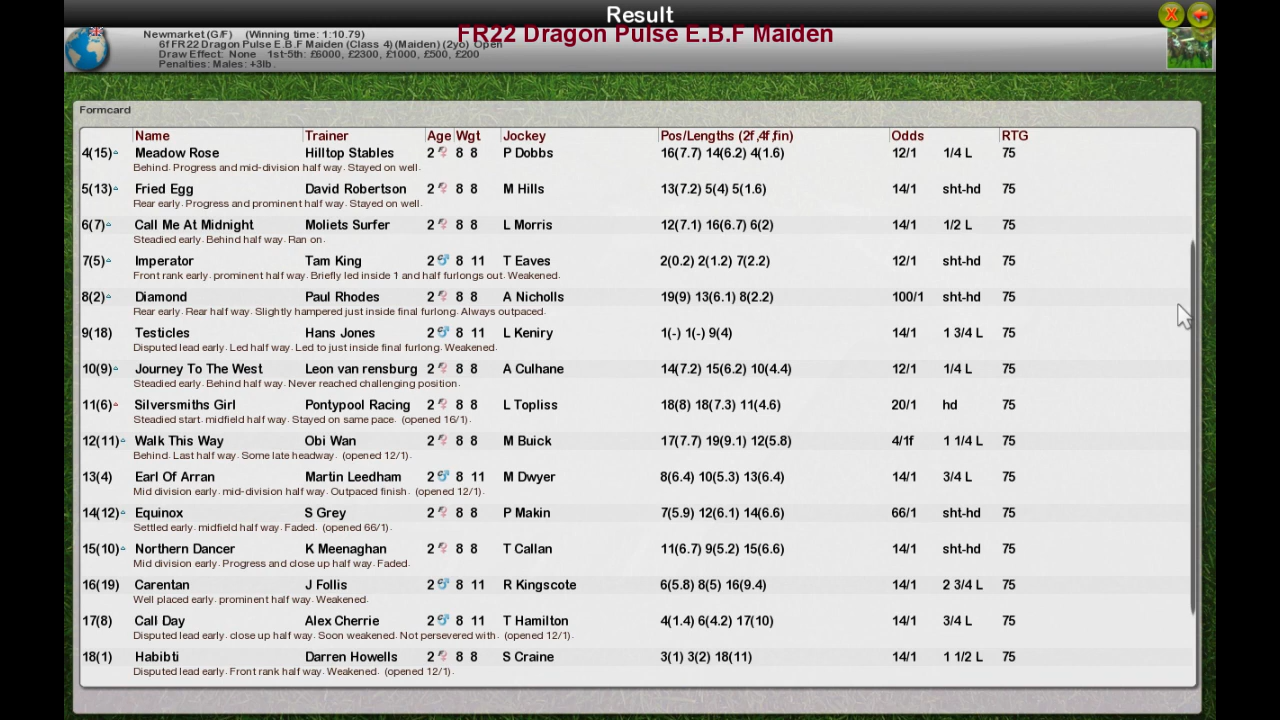 Result
FR22 Dragon Pulse E.B.F Maiden
Newmarket (G/F) (Winning time: 1:10.79)
6f FR22 Dragon Pulse E.B.F Maiden (Class 4) (Maiden) (2yo) Open
Draw Effect: None 1st-5th: £6000, £2300, £1000, £500, £200
Penalties: Males: +3lb.
Formcard
Name Trainer Age Wgt Jockey Pos/Lengths (2f,4f,fin) Odds RTG
4(15) Meadow Rose Hilltop Stables 2 8 8 P Dobbs 16(7.7) 14(6.2) 4(1.6) 12/1 1/4 L 75
Behind. Progress and mid-division half way. Stayed on well.
5(13) Fried Egg David Robertson 2 8 8 M Hills 13(7.2) 5(4) 5(1.6) 14/1 sht-hd 75
Rear early. Progress and prominent half way. Stayed on well.
6(7) Call Me At Midnight Moliets Surfer 2 8 8 L Morris 12(7.1) 16(6.7) 6(2) 14/1 1/2 L 75
Steadied early. Behind half way. Ran on.
7(5) Imperator Tam King 2 8 11 T Eaves 2(0.2) 2(1.2) 7(2.2) 12/1 sht-hd 75
Front rank early. prominent half way. Briefly led inside 1 and half furlongs out. Weakened.
8(2) Diamond Paul Rhodes 2 8 8 A Nicholls 19(9) 13(6.1) 8(2.2) 100/1 sht-hd 75
Rear early. Rear half way. Slightly hampered just inside final furlong. Always outpaced.
9(18) Testicles Hans Jones 2 8 11 L Keniry 1(-) 1(-) 9(4) 14/1 1 3/4 L 75
Disputed lead early. Led half way. Led to just inside final furlong. Weakened.
10(9) Journey To The West Leon van rensburg 2 8 8 A Culhane 14(7.2) 15(6.2) 10(4.4) 12/1 1/4 L 75
Steadied early. Behind half way. Never reached challenging position.
11(6) Silversmiths Girl Pontypool Racing 2 8 8 L Topliss 18(8) 18(7.3) 11(4.6) 20/1 hd 75
Steadied start. midfield half way. Stayed on same pace. (opened 16/1).
12(11) Walk This Way Obi Wan 2 8 8 M Buick 17(7.7) 19(9.1) 12(5.8) 4/1f 1 1/4 L 75
Behind. Last half way. Some late headway. (opened 12/1).
13(4) Earl Of Arran Martin Leedham 2 8 11 M Dwyer 8(6.4) 10(5.3) 13(6.4) 14/1 3/4 L 75
Mid division early. mid-division half way. Outpaced finish. (opened 12/1).
14(12) Equinox S Grey 2 8 8 P Makin 7(5.9) 12(6.1) 14(6.6) 66/1 sht-hd 75
Settled early. midfield half way. Faded. (opened 66/1).
15(10) Northern Dancer K Meenaghan 2 8 8 T Callan 11(6.7) 9(5.2) 15(6.6) 14/1 sht-hd 75
Mid division early. Progress and close up half way. Faded.
16(19) Carentan J Follis 2 8 11 R Kingscote 6(5.8) 8(5) 16(9.4) 14/1 2 3/4 L 75
Well placed early. prominent half way. Weakened.
17(8) Call Day Alex Cherrie 2 8 11 T Hamilton 4(1.4) 6(4.2) 17(10) 14/1 3/4 L 75
Disputed lead early. close up half way. Soon weakened. Not persevered with. (opened 12/1).
18(1) Habibti Darren Howells 2 8 8 S Craine 3(1) 3(2) 18(11) 14/1 1 1/2 L 75
Disputed lead early. Front rank half way. Weakened. (opened 12/1).